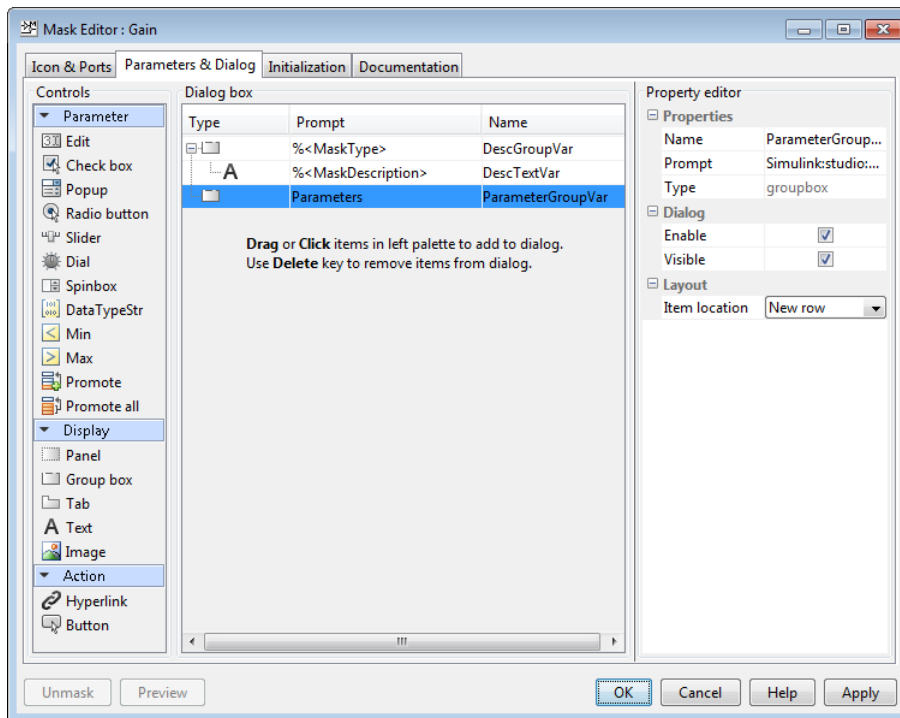 Mask Editor : Gain
Icon & Ports
Parameters & Dialog
Initialization
Documentation
Controls
Parameter
Edit
Check box
Popup
Radio button
Slider
Dial
Spinbox
DataTypeStr
Min
Max
Promote
Promote all
Display
Panel
Group box
Tab
Text
Image
Action
Hyperlink
Button
Dialog box
Type Prompt Name
%<MaskType> DescGroupVar
A %<MaskDescription> DescTextVar
Parameters ParameterGroupVar
Drag or Click items in left palette to add to dialog.
Use Delete key to remove items from dialog.
Property editor
Properties
Name ParameterGroup...
Prompt Simulink:studio:...
Type groupbox
Dialog
Enable
Visible
Layout
Item location New row
Unmask
Preview
OK
Cancel
Help
Apply